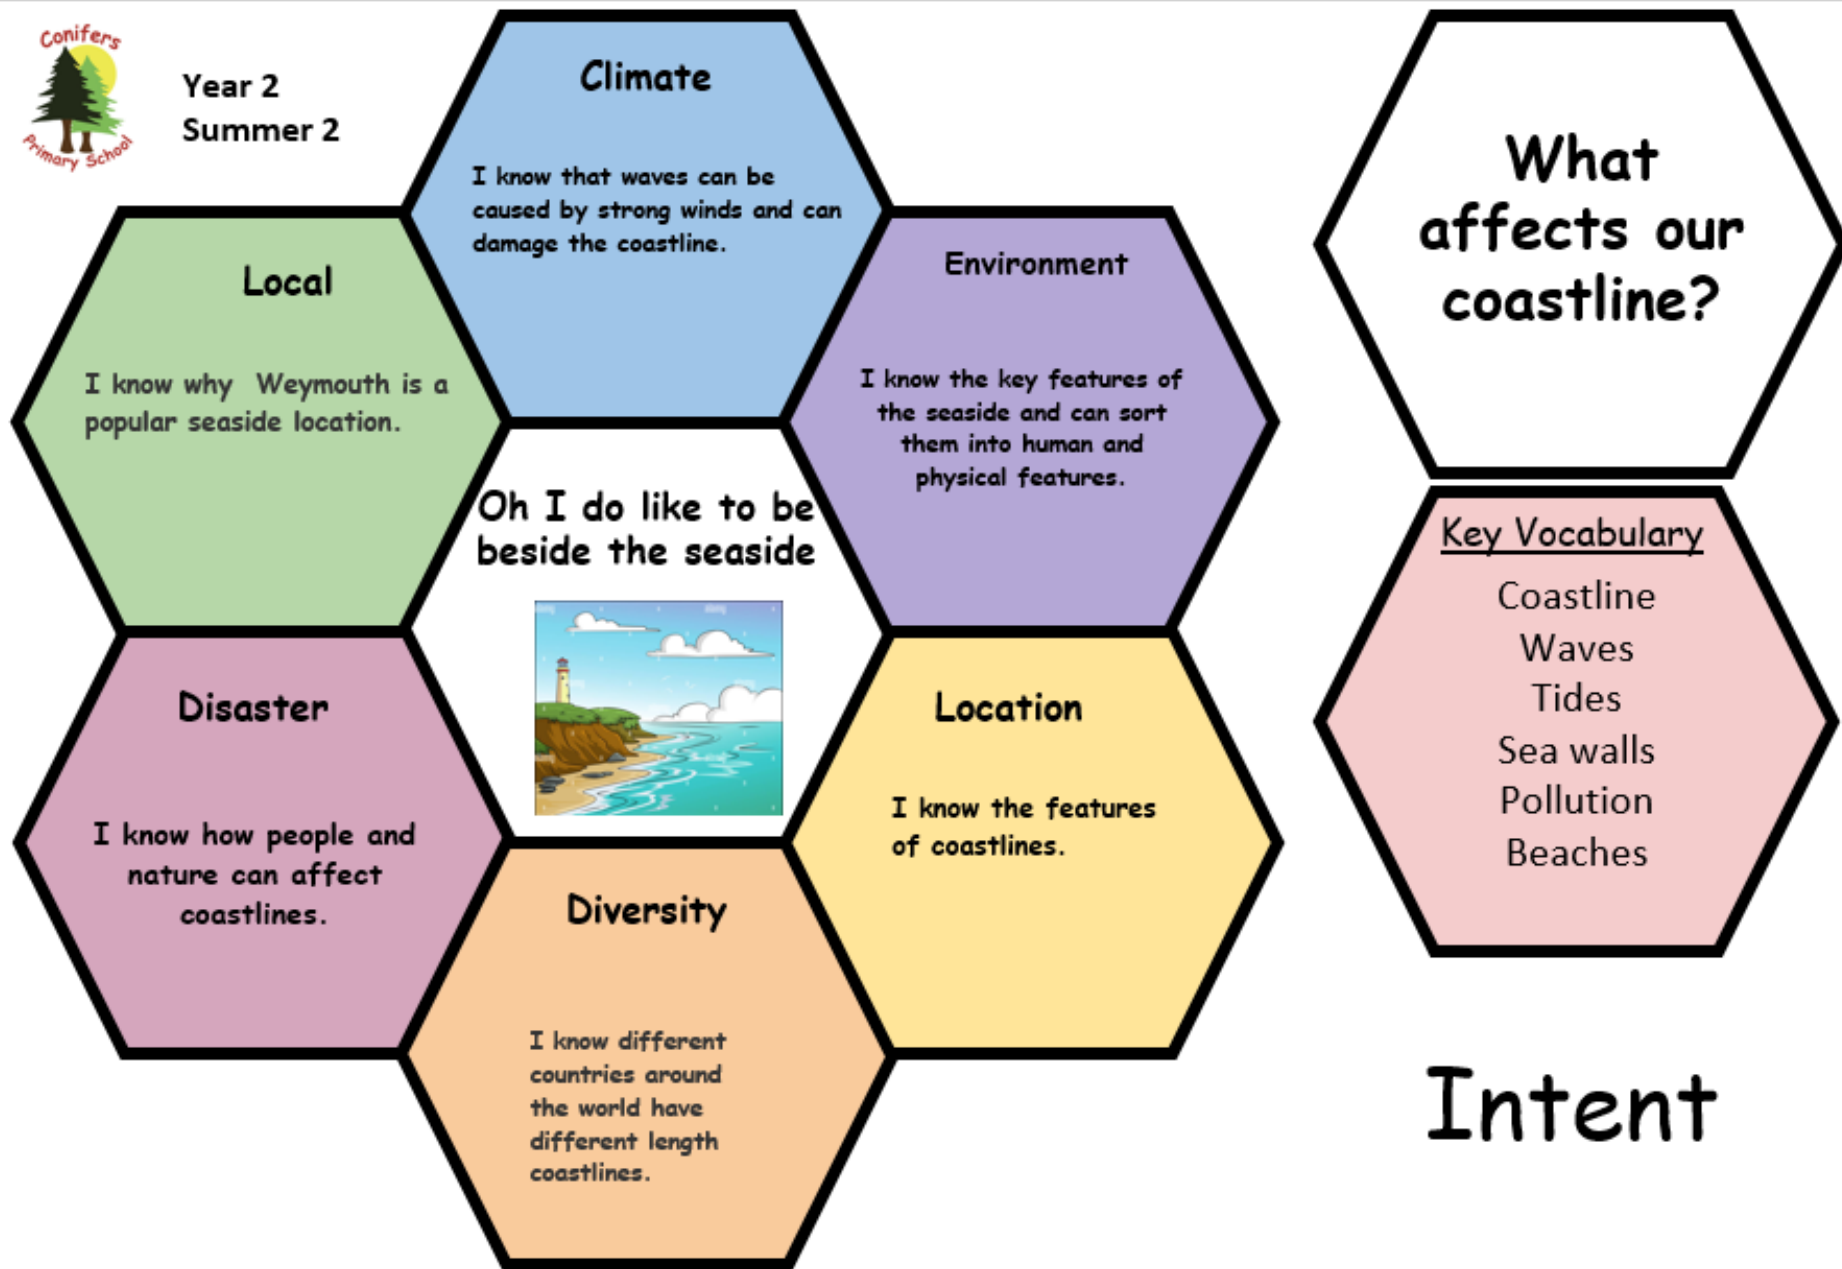 Conifers
Primary School
Year 2
Summer 2
Climate
I know that waves can be
caused by strong winds and can
damage the coastline.
Local
I know why  Weymouth is a
popular seaside location.
Environment
I know the key features of
the seaside and can sort
them into human and
physical features.
Oh I do like to be
beside the seaside
Disaster
I know how people and
nature can affect
coastlines.
Location
I know the features
of coastlines.
Diversity
I know different
countries around
the world have
different length
coastlines.
What
affects our
coastline?
Key Vocabulary
Coastline
Waves
Tides
Sea walls
Pollution
Beaches
Intent